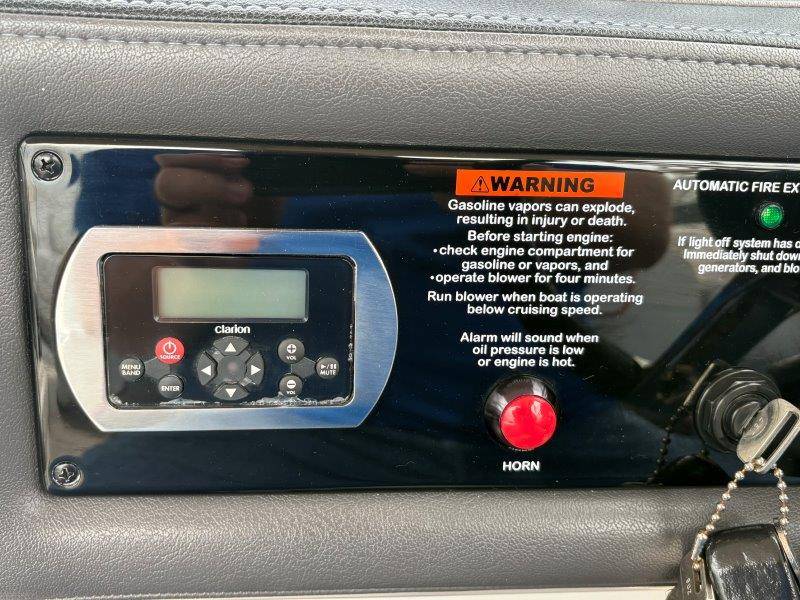 WARNING
Gasoline vapors can explode,
resulting in injury or death.
Before starting engine:
•check engine compartment for
gasoline or vapors, and
•operate blower for four minutes.
Run blower when boat is operating
below cruising speed.
Alarm will sound when
oil pressure is low
or engine is hot.
HORN
AUTOMATIC FIRE EX
If light off system has
Immediately shut down
generators, and blo
clarion
SOURCE
MENU
BAND
ENTER
VOL
VOL
MUTE